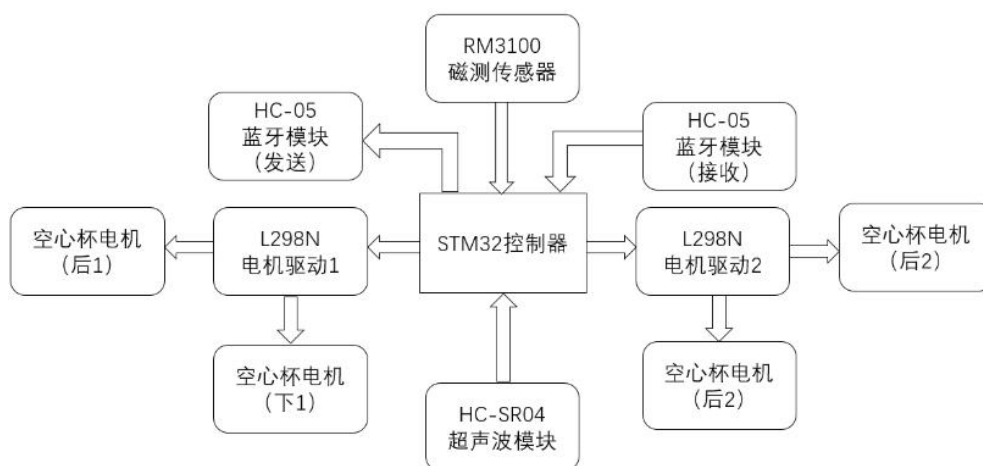 RM3100
磁测传感器
HC-05
蓝牙模块
（发送）
HC-05
蓝牙模块
（接收）
空心杯电机
（后1）
L298N
电机驱动1
STM32控制器
L298N
电机驱动2
空心杯电机
（后2）
空心杯电机
（下1）
HC-SR04
超声波模块
空心杯电机
（后2）